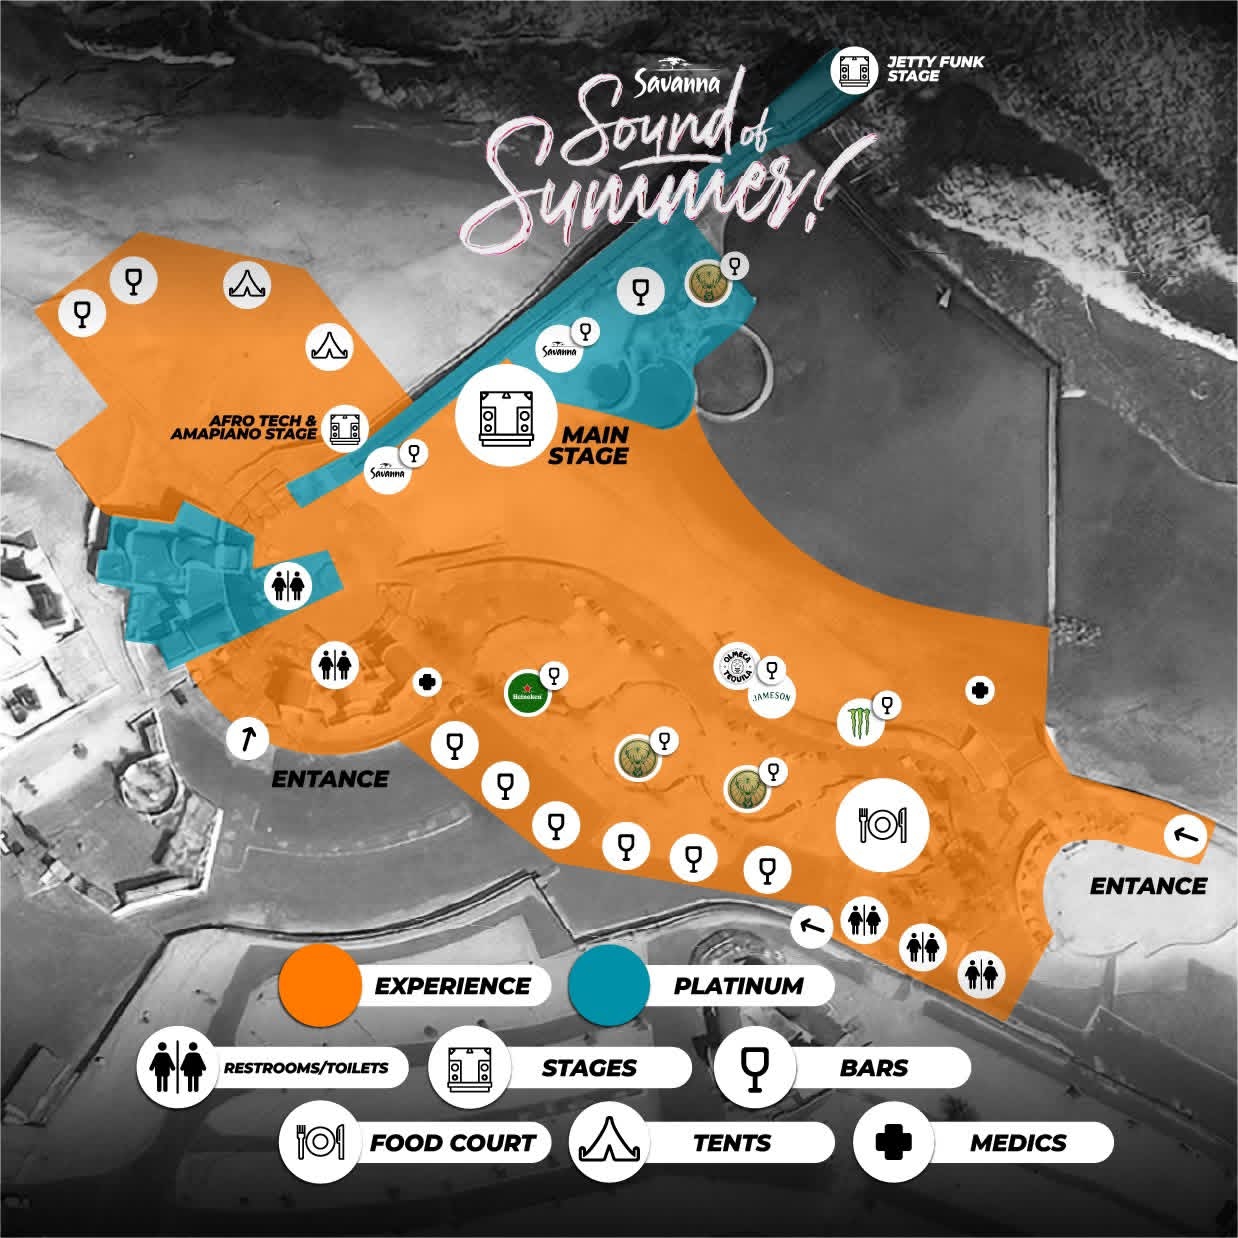 Savanna
Sound of
Summer!
JETTY FUNK
STAGE
Savanna
AFRO TECH &
AMAPIANO STAGE
MAIN
STAGE
Savanna
OLMECA
TEQUILA
JAMESON
Heineken
ENTANCE
ENTANCE
EXPERIENCE
PLATINUM
RESTROOMS/TOILETS
STAGES
BARS
FOOD COURT
TENTS
MEDICS